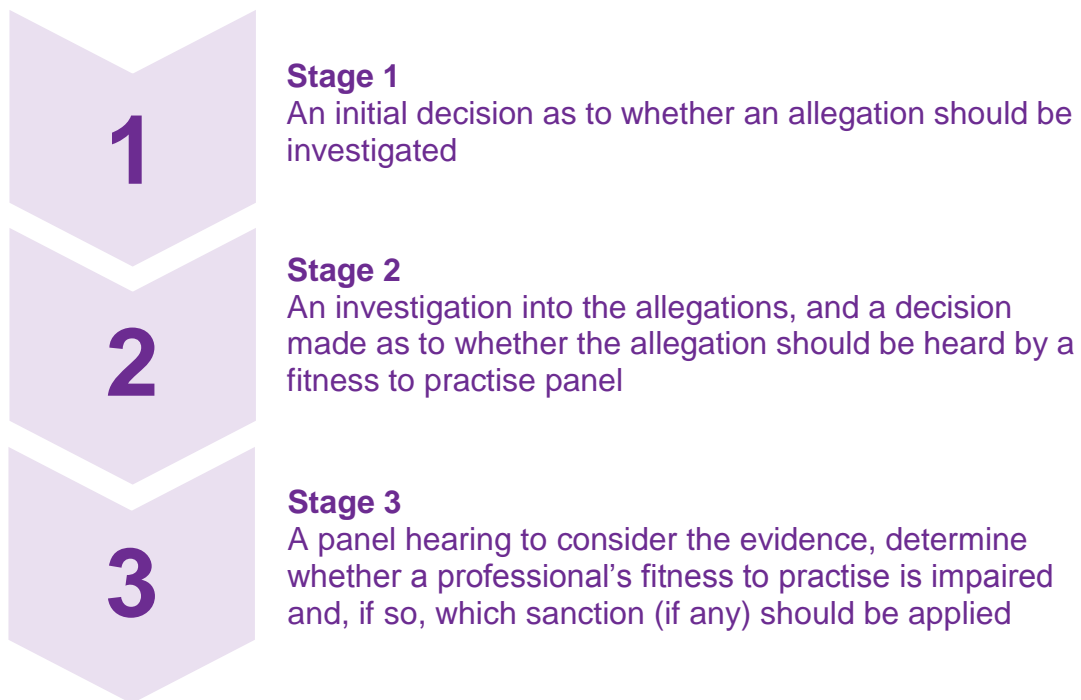 1
Stage 1
An initial decision as to whether an allegation should be
investigated
2
Stage 2
An investigation into the allegations, and a decision
made as to whether the allegation should be heard by a
fitness to practise panel
3
Stage 3
A panel hearing to consider the evidence, determine
whether a professional’s fitness to practise is impaired
and, if so, which sanction (if any) should be applied